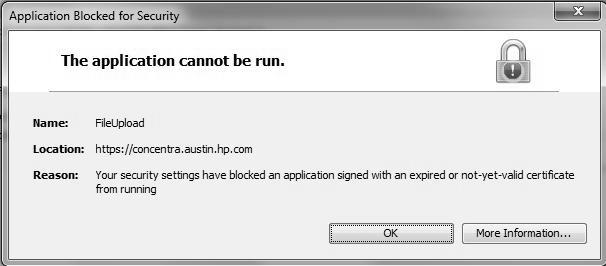 Application Blocked for Security
The application cannot be run.
Name: FileUpload
Location: https://concentra.austin.hp.com
Reason: Your security settings have blocked an application signed with an expired or not-yet-valid certificate
from running
OK More Information...